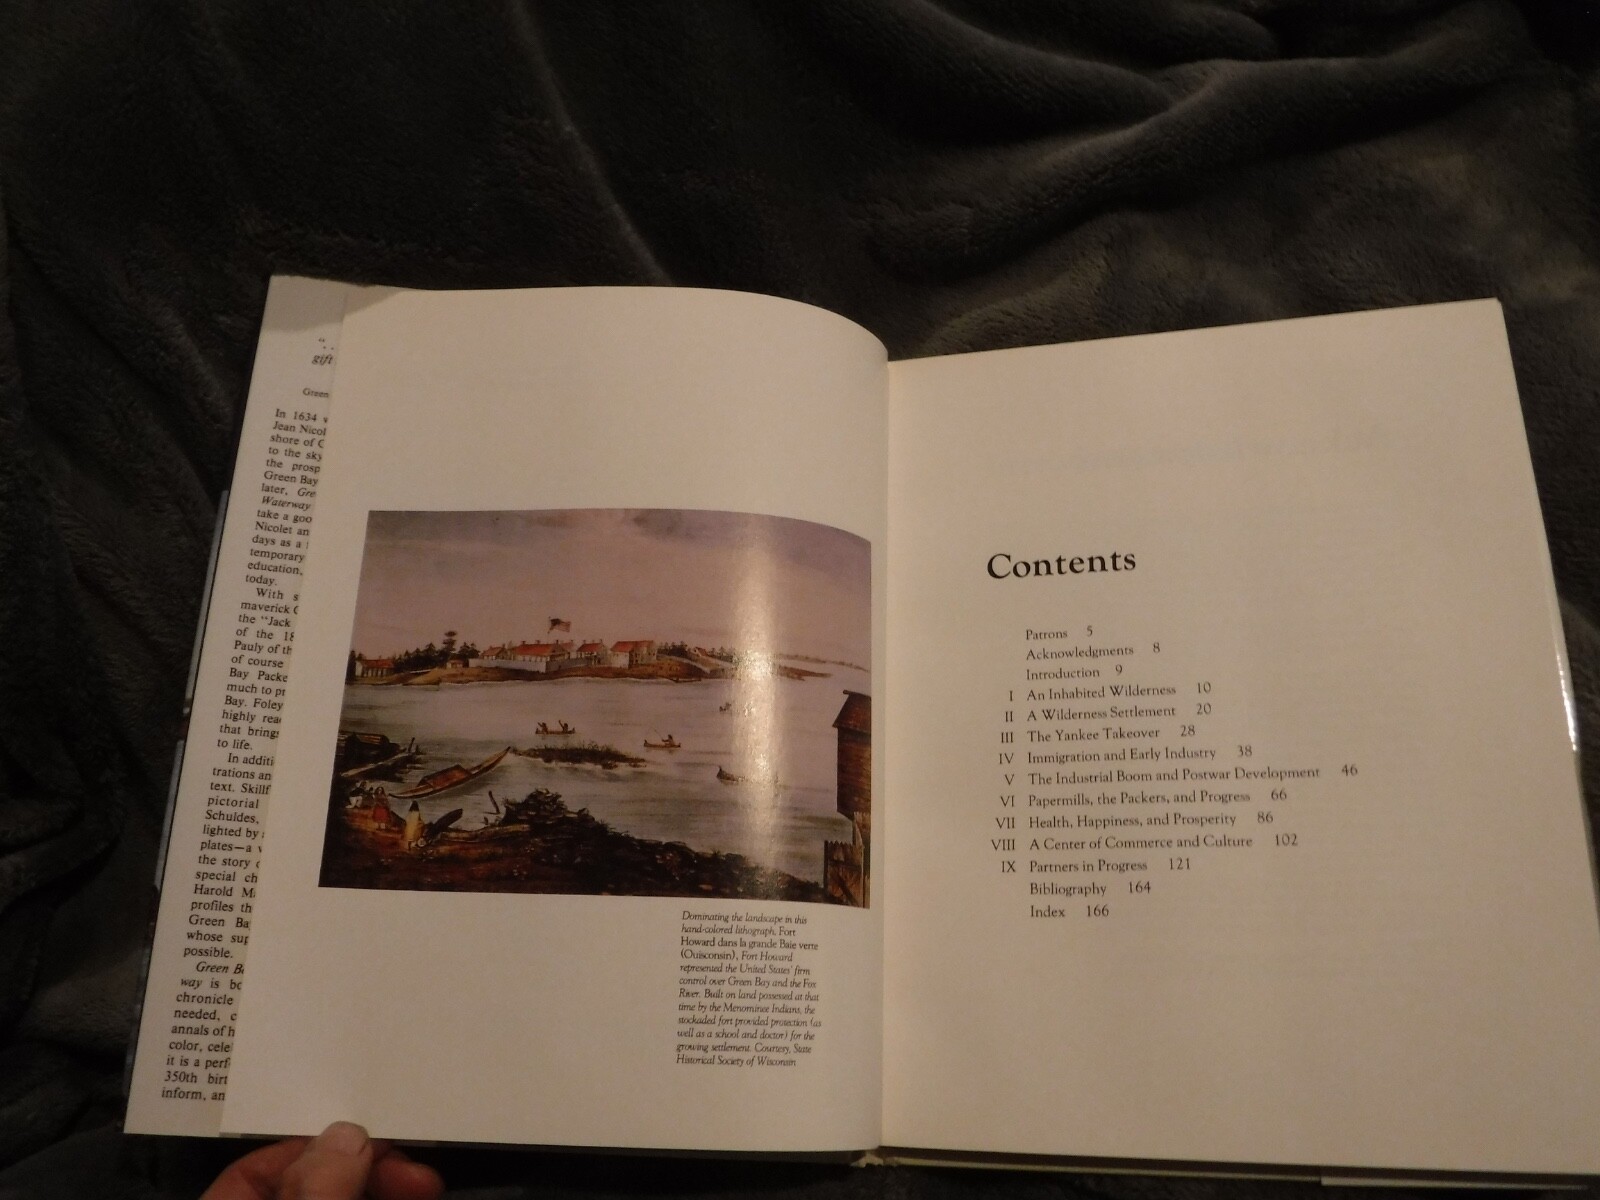 “. .
gift
Green
In 1634
Jean Nicol
shore of
to the sky
the prosp
Green Bay
later, Gre
Waterway
take a goo
Nicolet an
days as a
temporary
education,
today.
With s
maverick
the “Jack
of the 18
Pauly of th
of course
Bay Packe
much to pr
Bay. Foley
highly rea
that brings
to life.
In additi
trations an
text. Skillf
pictorial
Schuldes,
lighted by
plates—a
the story
special ch
Harold Mi
profiles th
Green Ba
whose sup
possible.
Green B
way is bo
chronicle
needed, c
annals of h
color, cele
it is a perf
350th birt
inform, an
Dominating the landscape in this
hand-colored lithograph, Fort
Howard dans la grande Baie verte
(Ouisconsin), Fort Howard
represented the United States' firm
control over Green Bay and the Fox
River. Built on land possessed at that
time by the Menominee Indians, the
stockaded fort provided protection (as
well as a school and doctor) for the
growing settlement. Courtesy, State
Historical Society of Wisconsin
Contents
Patrons 5
Acknowledgments 8
Introduction 9
I An Inhabited Wilderness 10
II A Wilderness Settlement 20
III The Yankee Takeover 28
IV Immigration and Early Industry 38
V The Industrial Boom and Postwar Development 46
VI Papermills, the Packers, and Progress 66
VII Health, Happiness, and Prosperity 86
VIII A Center of Commerce and Culture 102
IX Partners in Progress 121
Bibliography 164
Index 166